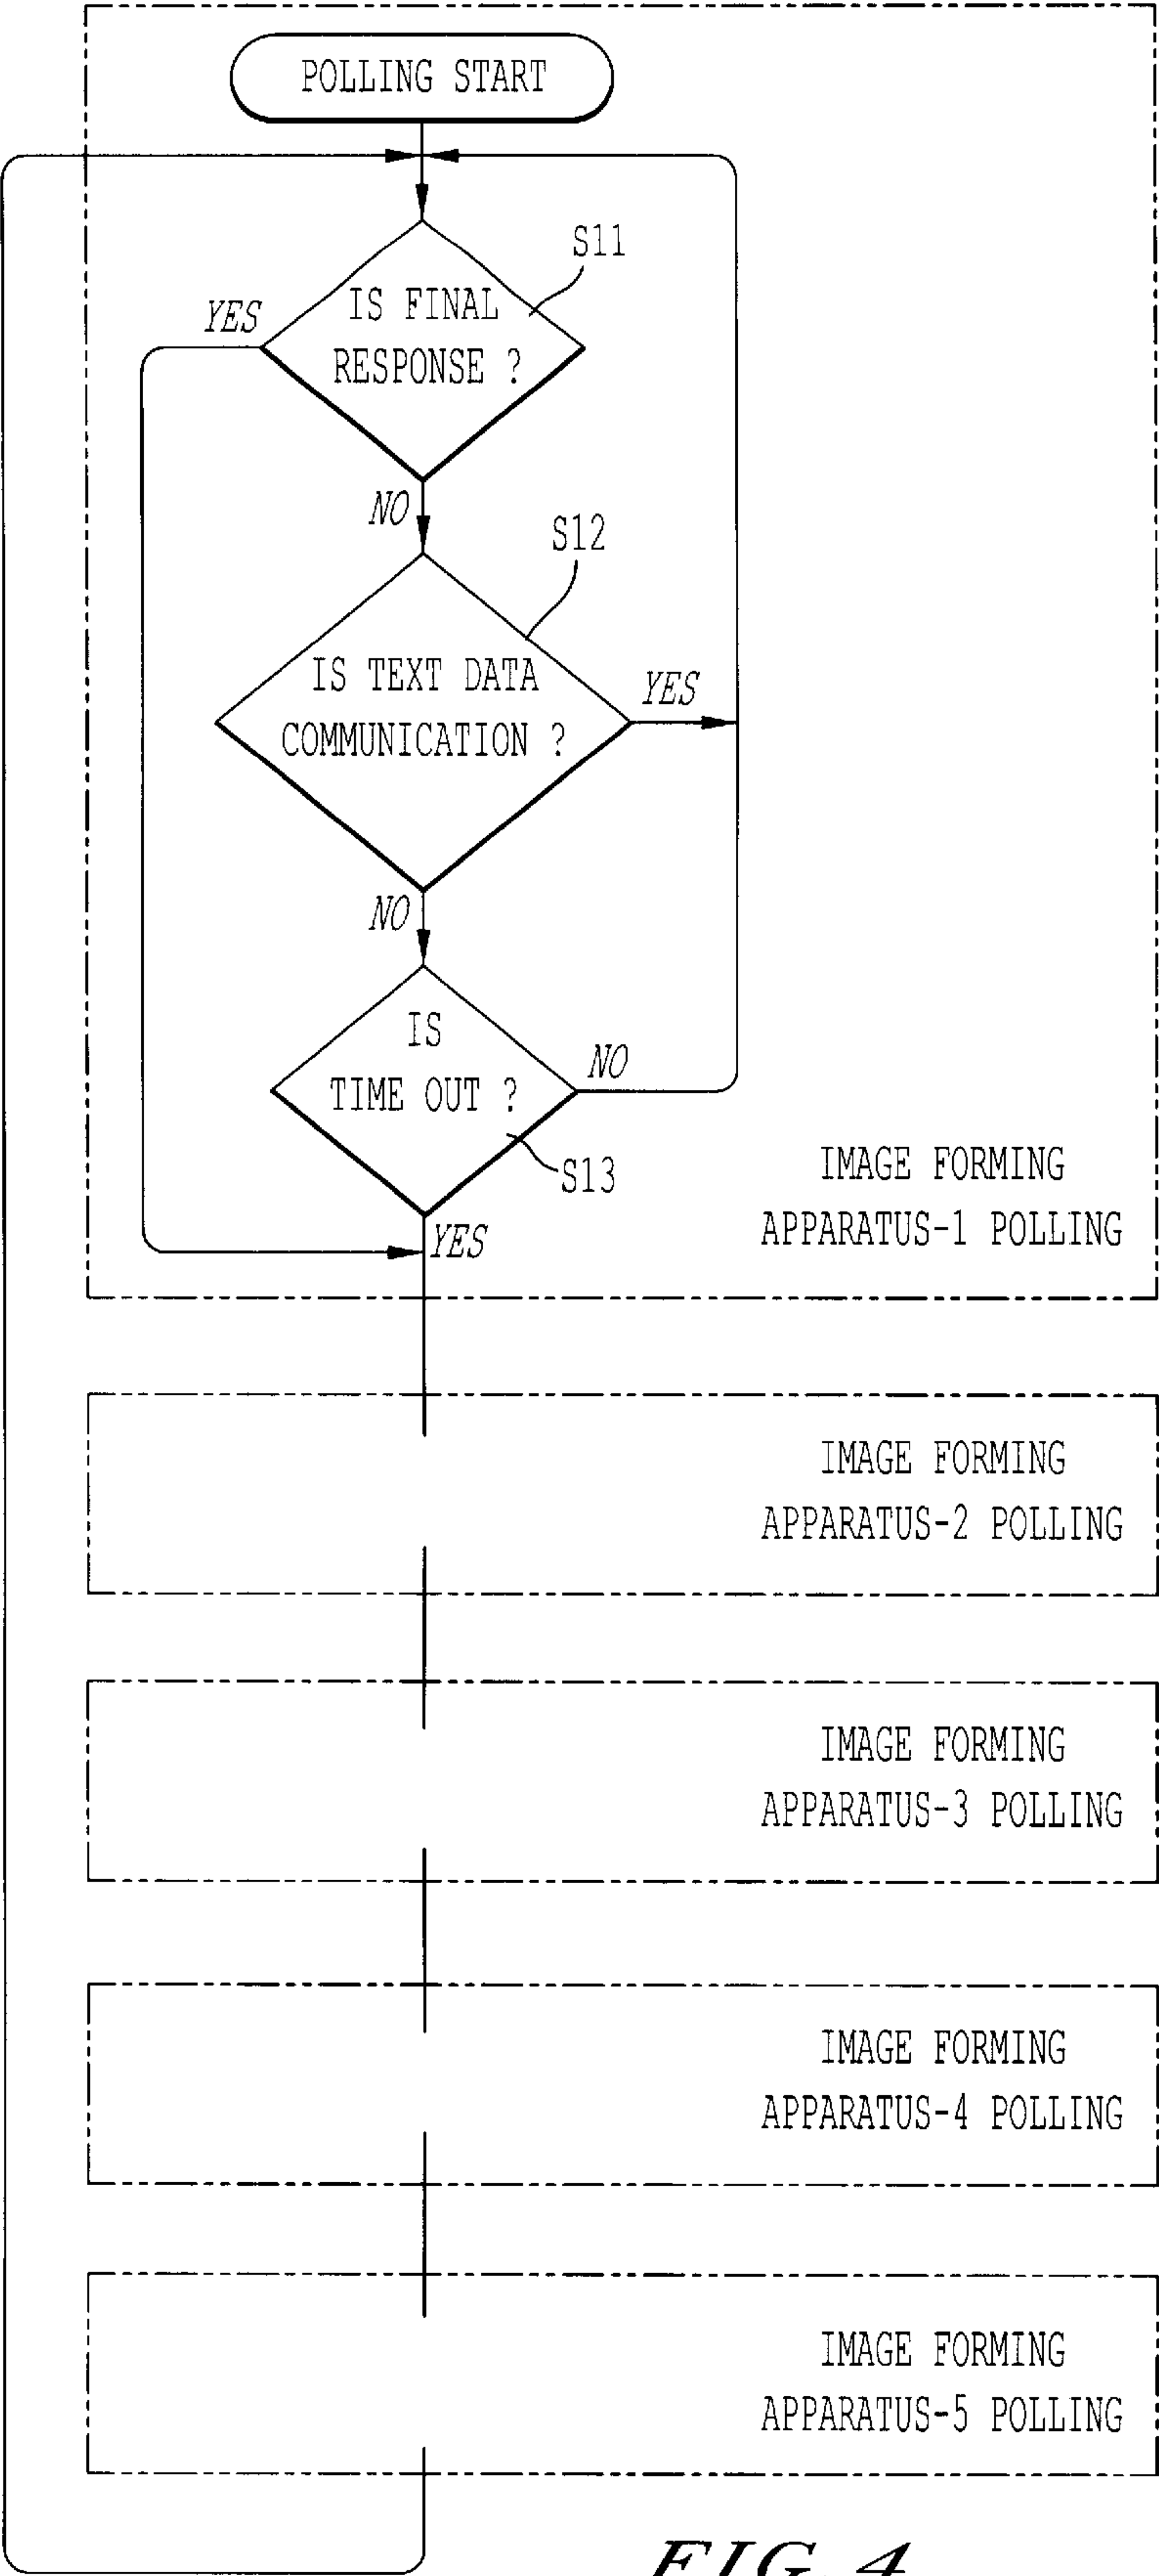 POLLING START
S11
YES
IS FINAL
RESPONSE ?
NO
S12
IS TEXT DATA
YES
COMMUNICATION ?
NO
IS
NO
TIME OUT ?
S13
IMAGE FORMING
APPARATUS-1 POLLING
YES
IMAGE FORMING
APPARATUS-2 POLLING
IMAGE FORMING
APPARATUS-3 POLLING
IMAGE FORMING
APPARATUS-4 POLLING
IMAGE FORMING
APPARATUS-5 POLLING
FIG. 4